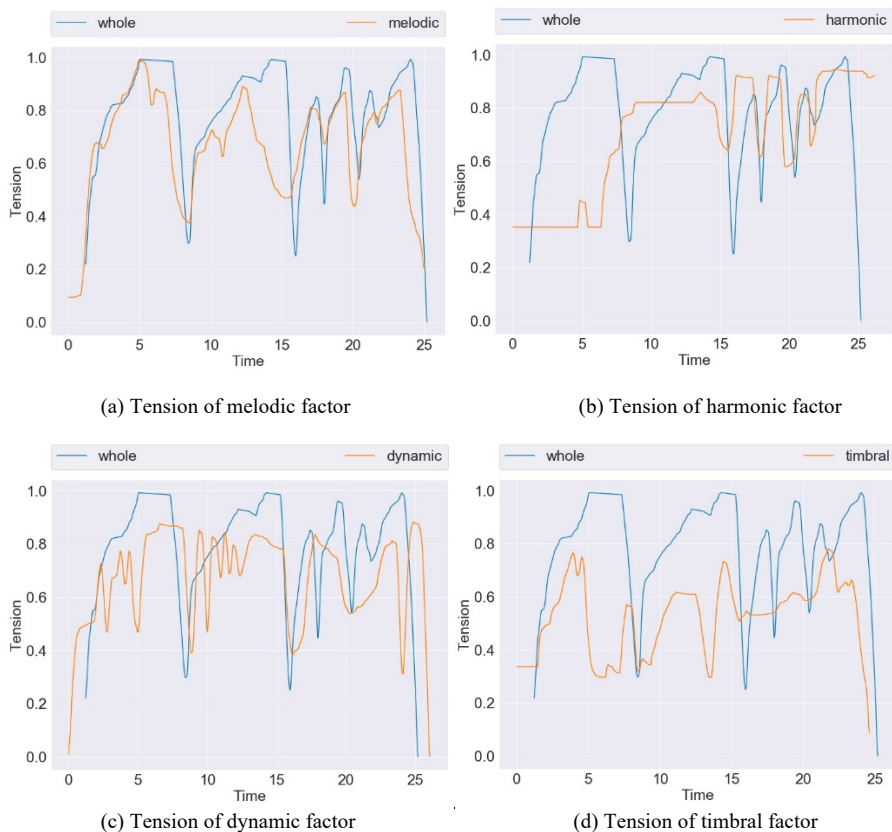 whole melodic
1.0
0.8
0.6
0.4
0.2
0.0
Tension
0 5 10 15 20 25
Time
(a) Tension of melodic factor
whole harmonic
1.0
0.8
0.6
0.4
0.2
0.0
Tension
0 5 10 15 20 25
Time
(b) Tension of harmonic factor
whole dynamic
1.0
0.8
0.6
0.4
0.2
0.0
Tension
0 5 10 15 20 25
Time
(c) Tension of dynamic factor
whole timbral
1.0
0.8
0.6
0.4
0.2
0.0
Tension
0 5 10 15 20 25
Time
(d) Tension of timbral factor